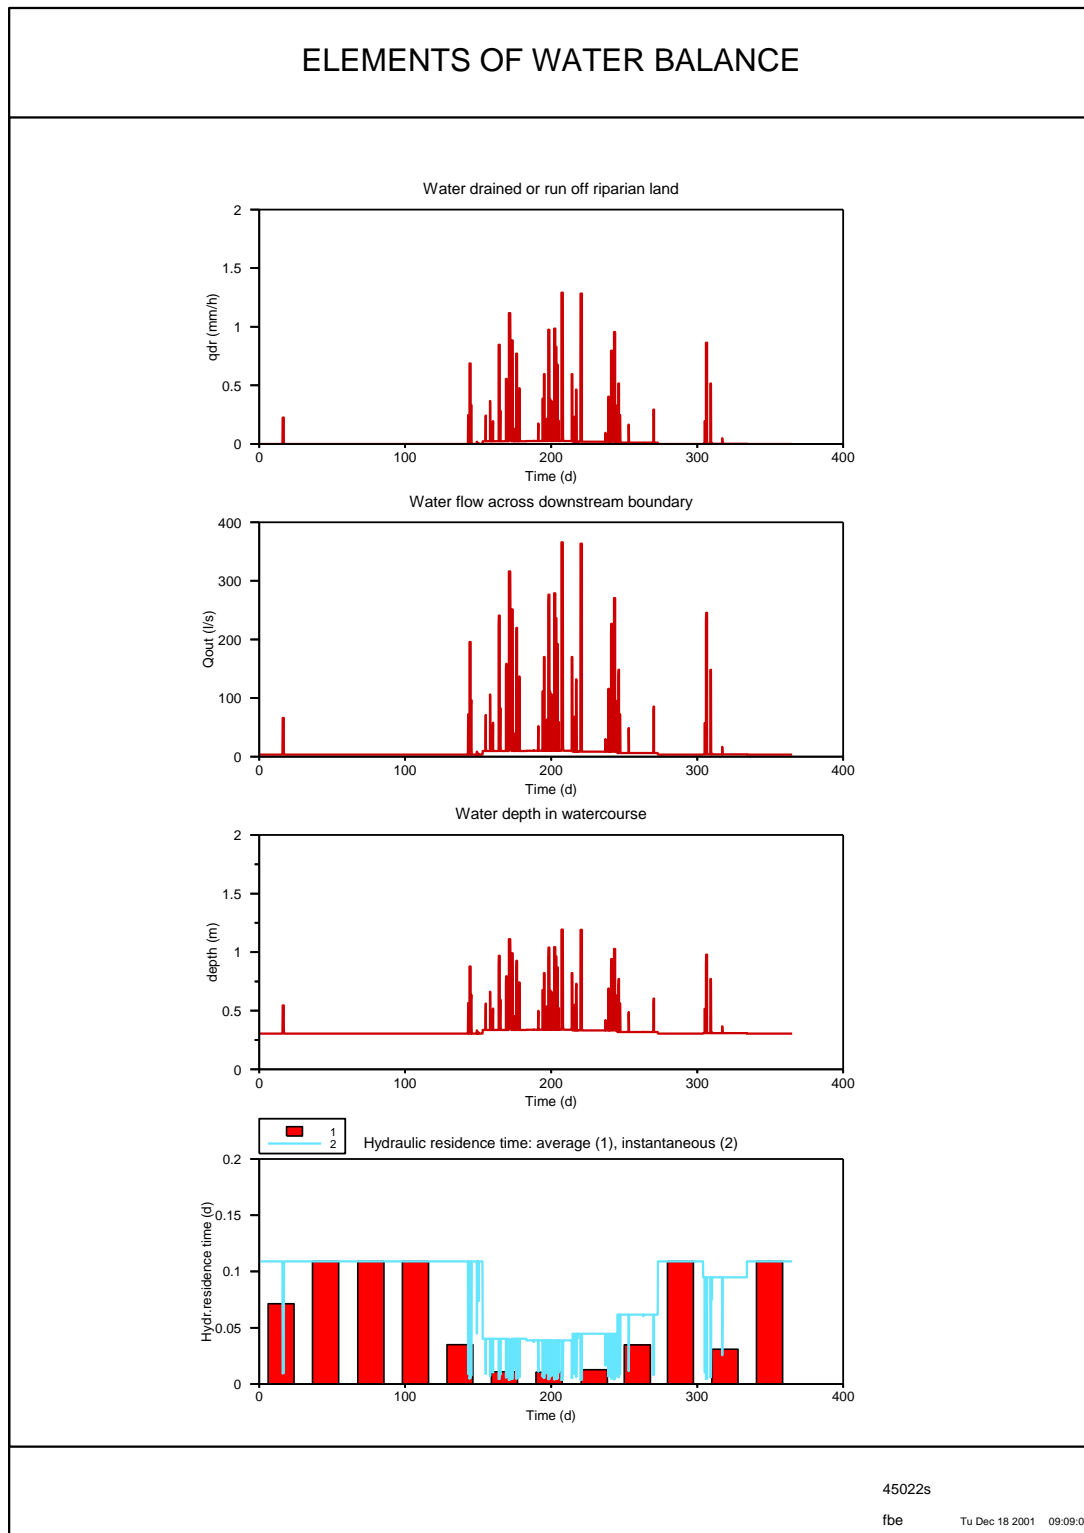 ELEMENTS OF WATER BALANCE
Water drained or run off riparian land
2
1.5
1
0.5
0
qdr (mm/h)
0 100 200 300 400
Time (d)
Water flow across downstream boundary
400
300
200
100
0
Qout (l/s)
0 100 200 300 400
Time (d)
Water depth in watercourse
2
1.5
1
0.5
0
depth (m)
0 100 200 300 400
Time (d)
1
2
Hydraulic residence time: average (1), instantaneous (2)
0.2
0.15
0.1
0.05
0
Hydr.residence time (d)
0 100 200 300 400
Time (d)
45022s
fbe Tu Dec 18 2001 09:09:0